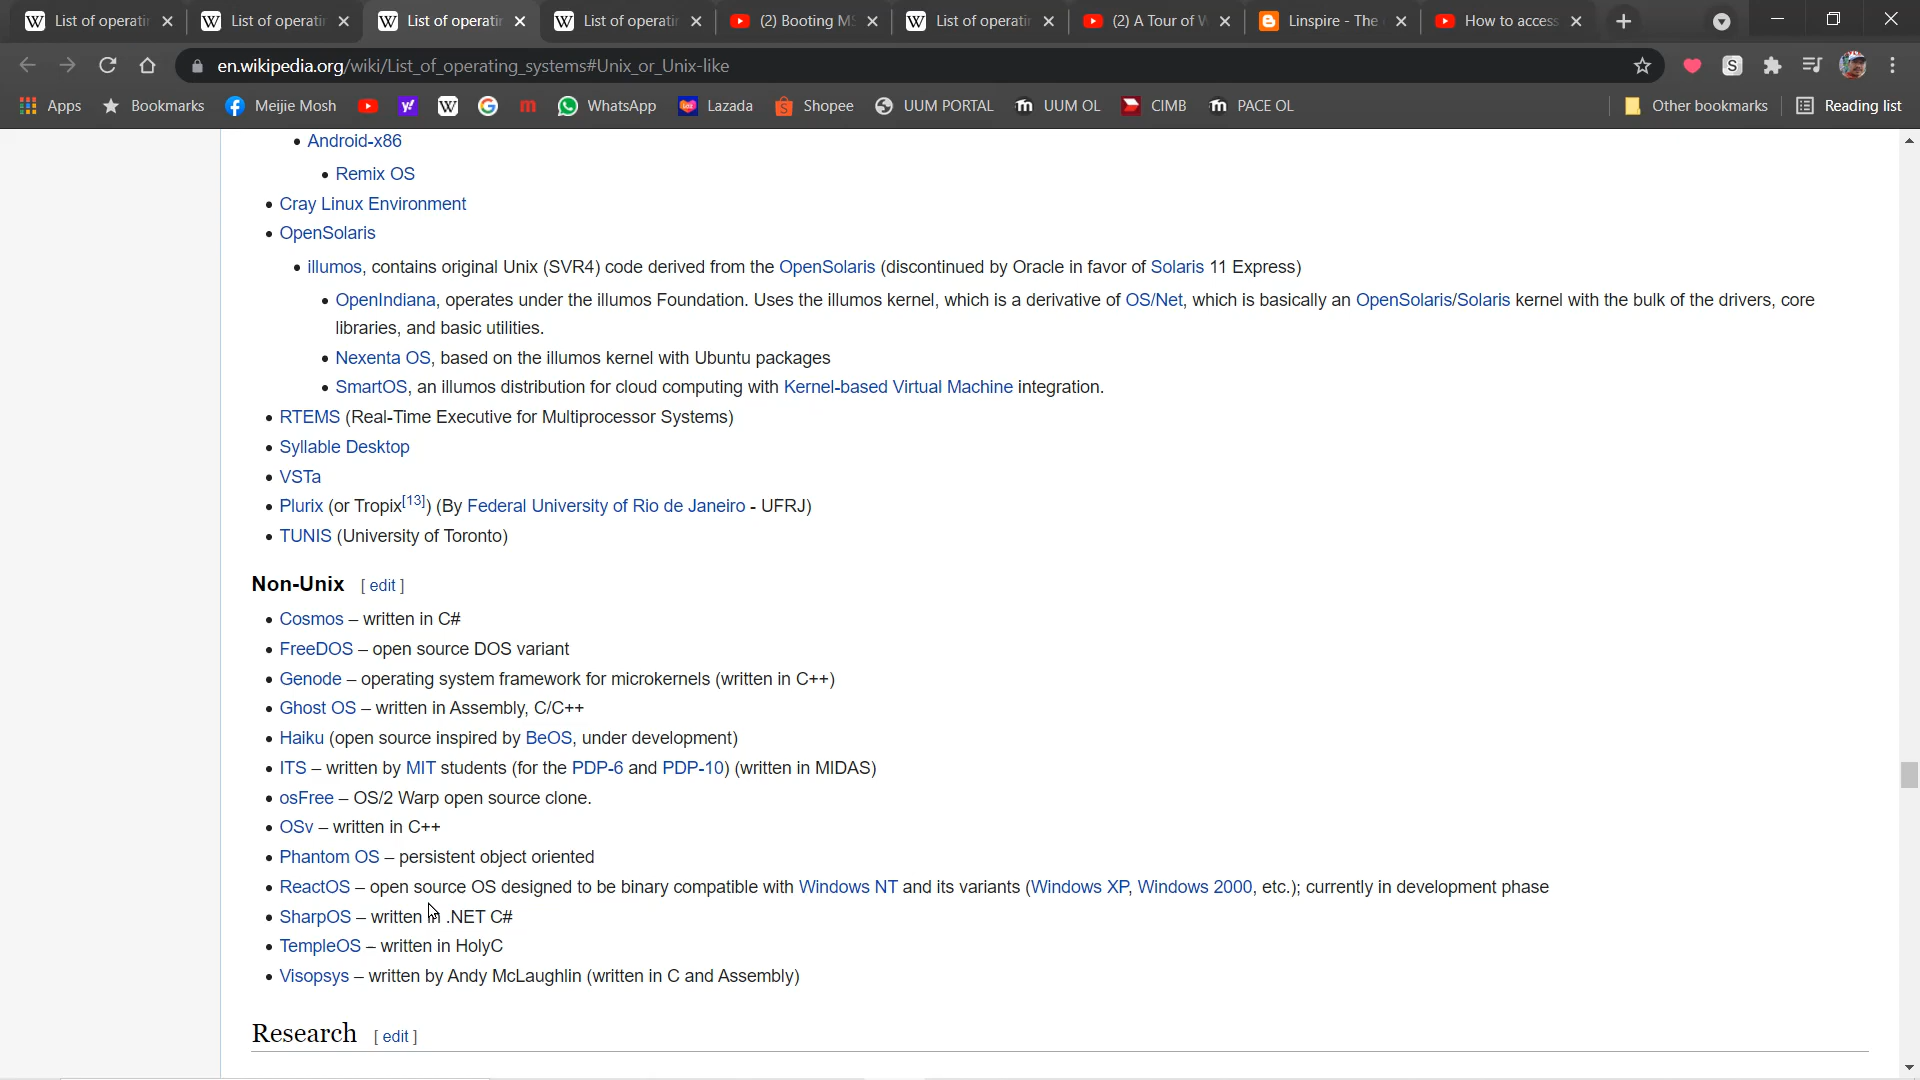 List of operatin
List of operatin
List of operatin
List of operatin
(2) Booting MS
List of operatin
(2) A Tour of W
Linspire - The
How to access
en.wikipedia.org/wiki/List_of_operating_systems#Unix_or_Unix-like
Apps Bookmarks Meijie Mosh WhatsApp Lazada Shopee UUM PORTAL UUM OL CIMB PACE OL Other bookmarks Reading list
• Android-x86
• Remix OS
• Cray Linux Environment
• OpenSolaris
• illumos, contains original Unix (SVR4) code derived from the OpenSolaris (discontinued by Oracle in favor of Solaris 11 Express)
• OpenIndiana, operates under the illumos Foundation. Uses the illumos kernel, which is a derivative of OS/Net, which is basically an OpenSolaris/Solaris kernel with the bulk of the drivers, core
libraries, and basic utilities.
• Nexenta OS, based on the illumos kernel with Ubuntu packages
• SmartOS, an illumos distribution for cloud computing with Kernel-based Virtual Machine integration.
• RTEMS (Real-Time Executive for Multiprocessor Systems)
• Syllable Desktop
• VSTa
• Plurix (or Tropix[13]) (By Federal University of Rio de Janeiro - UFRJ)
• TUNIS (University of Toronto)
Non-Unix [ edit ]
• Cosmos – written in C#
• FreeDOS – open source DOS variant
• Genode – operating system framework for microkernels (written in C++)
• Ghost OS – written in Assembly, C/C++
• Haiku (open source inspired by BeOS, under development)
• ITS – written by MIT students (for the PDP-6 and PDP-10) (written in MIDAS)
• osFree – OS/2 Warp open source clone.
• OSv – written in C++
• Phantom OS – persistent object oriented
• ReactOS – open source OS designed to be binary compatible with Windows NT and its variants (Windows XP, Windows 2000, etc.); currently in development phase
• SharpOS – written in .NET C#
• TempleOS – written in HolyC
• Visopsys – written by Andy McLaughlin (written in C and Assembly)
Research [ edit ]